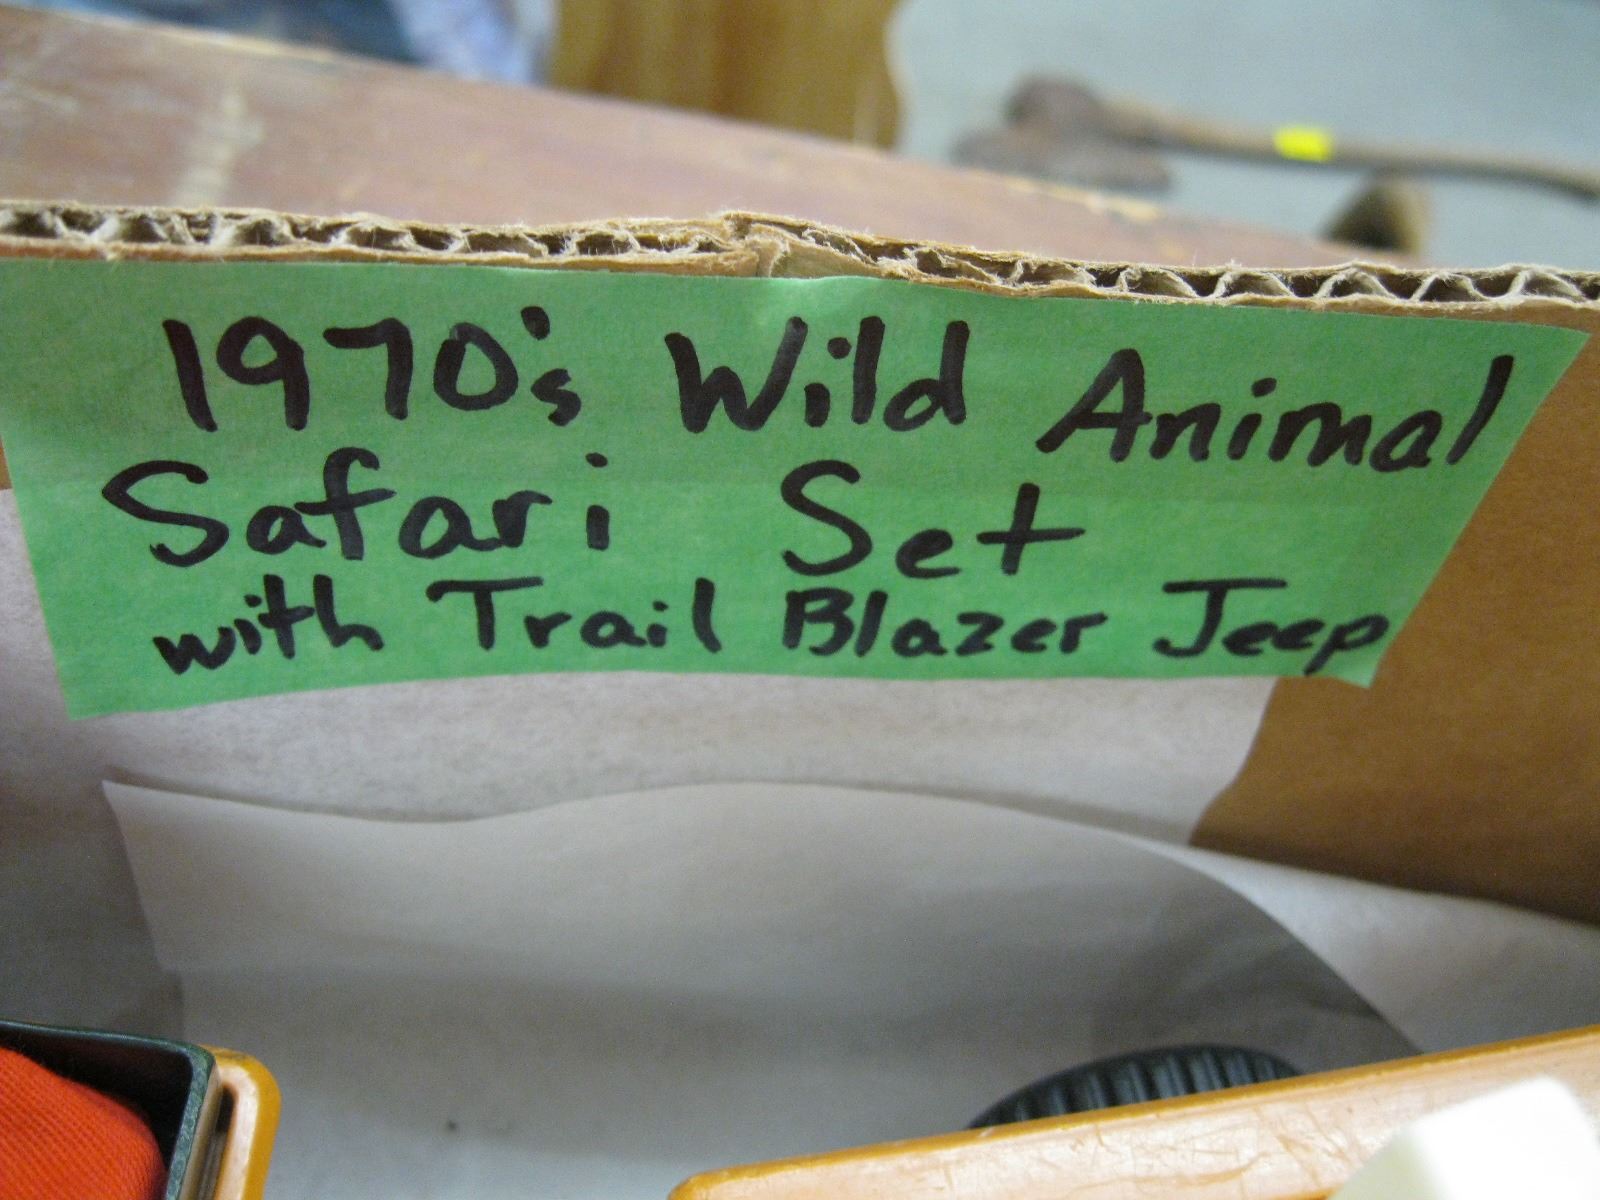 1970's Wild Animal
Safari Set
with Trail Blazer Jeep